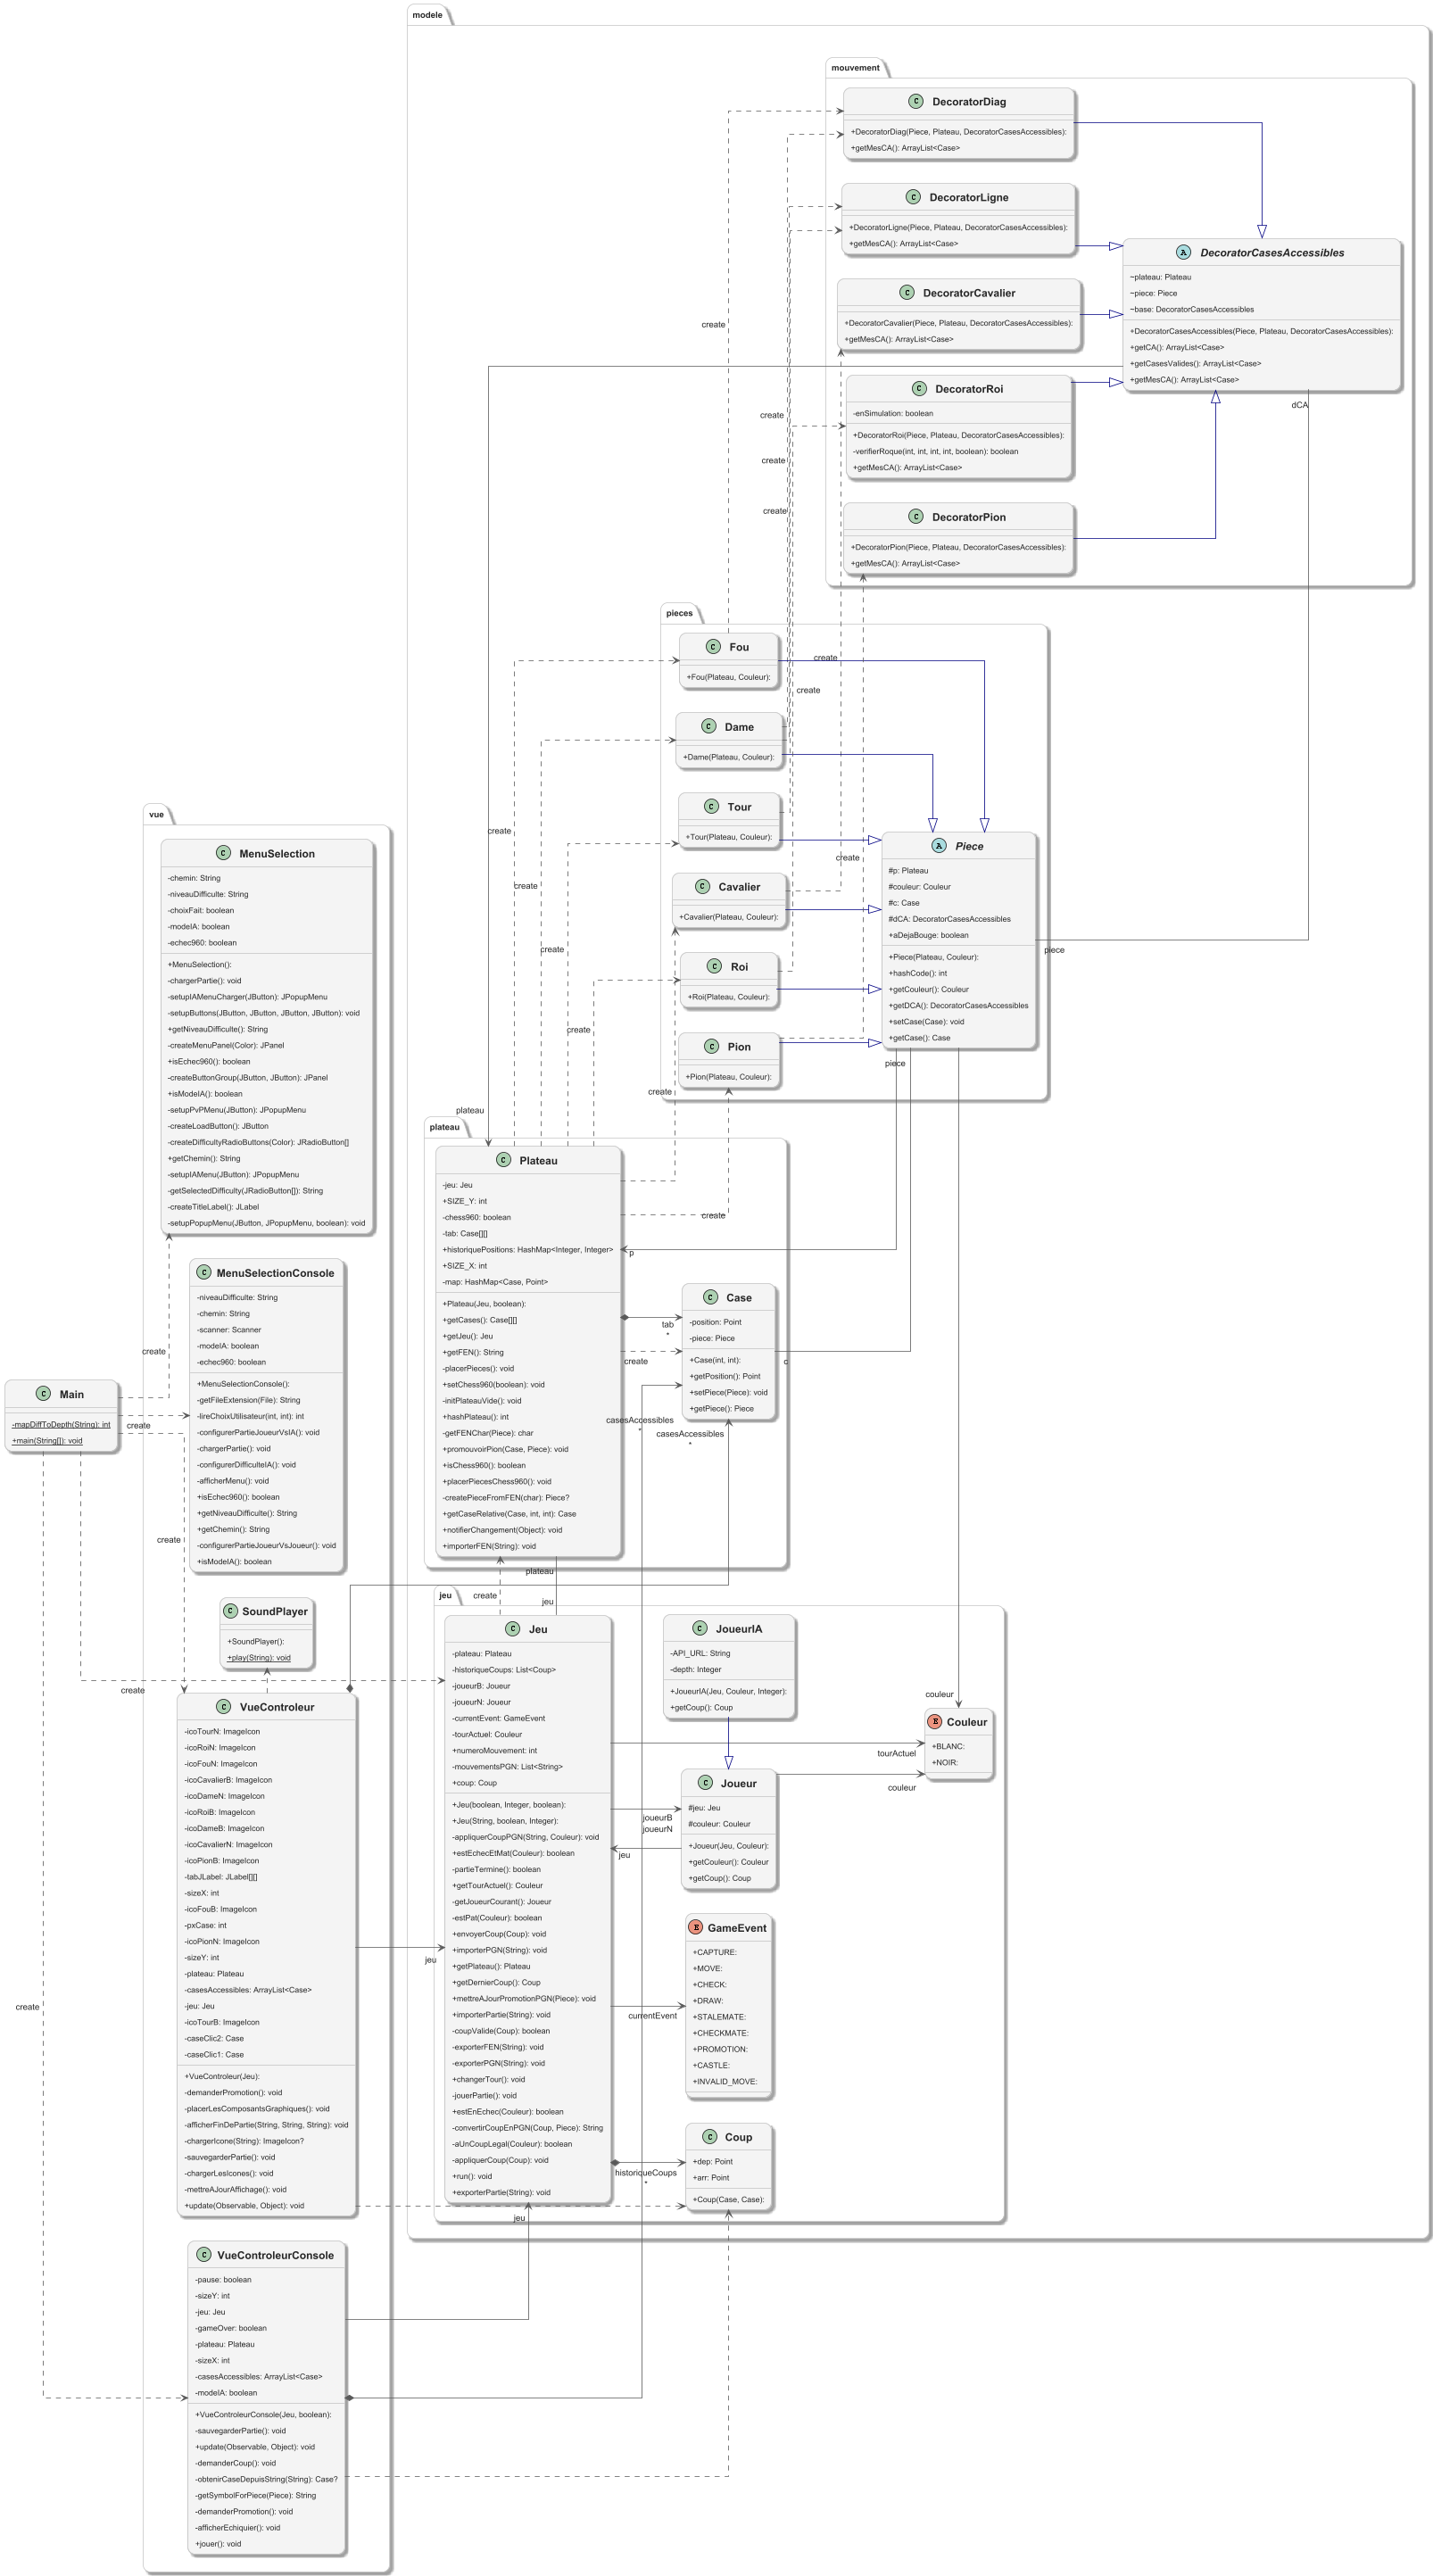 modele
mouvement
DecoratorDiag
+DecoratorDiag(Piece, Plateau, DecoratorCasesAccessibles):
+getMesCA(): ArrayList<Case>
DecoratorLigne
+DecoratorLigne(Piece, Plateau, DecoratorCasesAccessibles):
+getMesCA(): ArrayList<Case>
DecoratorCasesAccessibles
~plateau: Plateau
~piece: Piece
~base: DecoratorCasesAccessibles
+DecoratorCasesAccessibles(Piece, Plateau, DecoratorCasesAccessibles):
+getCA(): ArrayList<Case>
+getCasesValides(): ArrayList<Case>
+getMesCA(): ArrayList<Case>
DecoratorCavalier
+DecoratorCavalier(Piece, Plateau, DecoratorCasesAccessibles):
+getMesCA(): ArrayList<Case>
create
DecoratorRoi
-enSimulation: boolean
+DecoratorRoi(Piece, Plateau, DecoratorCasesAccessibles):
-verifierRoque(int, int, int, int, boolean): boolean
+getMesCA(): ArrayList<Case>
dCA
create
create
create
DecoratorPion
+DecoratorPion(Piece, Plateau, DecoratorCasesAccessibles):
+getMesCA(): ArrayList<Case>
pieces
Fou
+Fou(Plateau, Couleur):
create
create
Dame
+Dame(Plateau, Couleur):
Tour
+Tour(Plateau, Couleur):
create
create
Cavalier
+Cavalier(Plateau, Couleur):
create
create
Roi
+Roi(Plateau, Couleur):
create
Pion
+Pion(Plateau, Couleur):
create
Piece
#p: Plateau
#couleur: Couleur
#c: Case
#dCA: DecoratorCasesAccessibles
+aDejaBouge: boolean
+Piece(Plateau, Couleur):
+hashCode(): int
+getCouleur(): Couleur
+getDCA(): DecoratorCasesAccessibles
+setCase(Case): void
+getCase(): Case
piece
piece
vue
MenuSelection
-chemin: String
-niveauDifficulte: String
-choixFait: boolean
-modeIA: boolean
-echec960: boolean
+MenuSelection():
-chargerPartie(): void
-setupIAMenuCharger(JButton): JPopupMenu
-setupButtons(JButton, JButton, JButton, JButton): void
+getNiveauDifficulte(): String
-createMenuPanel(Color): JPanel
+isEchec960(): boolean
-createButtonGroup(JButton, JButton): JPanel
+isModeIA(): boolean
-setupPvPMenu(JButton): JPopupMenu
-createLoadButton(): JButton
-createDifficultyRadioButtons(Color): JRadioButton[]
+getChemin(): String
-setupIAMenu(JButton): JPopupMenu
-getSelectedDifficulty(JRadioButton[]): String
-createTitleLabel(): JLabel
-setupPopupMenu(JButton, JPopupMenu, boolean): void
plateau
plateau
Plateau
-jeu: Jeu
+SIZE_Y: int
-chess960: boolean
-tab: Case[][]
+historiquePositions: HashMap<Integer, Integer>
+SIZE_X: int
-map: HashMap<Case, Point>
+Plateau(Jeu, boolean):
+getCases(): Case[][]
+getJeu(): Jeu
+getFEN(): String
-placerPieces(): void
+setChess960(boolean): void
-initPlateauVide(): void
+hashPlateau(): int
-getFENChar(Piece): char
+promouvoirPion(Case, Piece): void
+isChess960(): boolean
+placerPiecesChess960(): void
-createPieceFromFEN(char): Piece?
+getCaseRelative(Case, int, int): Case
+notifierChangement(Object): void
+importerFEN(String): void
create
p
Case
-position: Point
-piece: Piece
+Case(int, int):
+getPosition(): Point
+setPiece(Piece): void
+getPiece(): Piece
tab
*
create
c
casesAccessibles
*
casesAccessibles
*
MenuSelectionConsole
-niveauDifficulte: String
-chemin: String
-scanner: Scanner
-modeIA: boolean
-echec960: boolean
+MenuSelectionConsole():
-getFileExtension(File): String
-lireChoixUtilisateur(int, int): int
-configurerPartieJoueurVsIA(): void
-chargerPartie(): void
-configurerDifficulteIA(): void
-afficherMenu(): void
+isEchec960(): boolean
+getNiveauDifficulte(): String
+getChemin(): String
-configurerPartieJoueurVsJoueur(): void
+isModeIA(): boolean
create
Main
-mapDiffToDepth(String): int
+main(String[]): void
create
create
create
create
SoundPlayer
+SoundPlayer():
+play(String): void
plateau
create
jeu
jeu
Jeu
-plateau: Plateau
-historiqueCoups: List<Coup>
-joueurB: Joueur
-joueurN: Joueur
-currentEvent: GameEvent
-tourActuel: Couleur
+numeroMouvement: int
-mouvementsPGN: List<String>
+coup: Coup
+Jeu(boolean, Integer, boolean):
+Jeu(String, boolean, Integer):
-appliquerCoupPGN(String, Couleur): void
+estEchecEtMat(Couleur): boolean
-partieTermine(): boolean
+getTourActuel(): Couleur
-getJoueurCourant(): Joueur
-estPat(Couleur): boolean
+envoyerCoup(Coup): void
+importerPGN(String): void
+getPlateau(): Plateau
+getDernierCoup(): Coup
+mettreAJourPromotionPGN(Piece): void
+importerPartie(String): void
-coupValide(Coup): boolean
-exporterFEN(String): void
-exporterPGN(String): void
+changerTour(): void
-jouerPartie(): void
+estEnEchec(Couleur): boolean
-convertirCoupEnPGN(Coup, Piece): String
-aUnCoupLegal(Couleur): boolean
-appliquerCoup(Coup): void
+run(): void
+exporterPartie(String): void
JoueurIA
-API_URL: String
-depth: Integer
+JoueurIA(Jeu, Couleur, Integer):
+getCoup(): Coup
couleur
Couleur
+BLANC:
+NOIR:
tourActuel
couleur
Joueur
#jeu: Jeu
#couleur: Couleur
+Joueur(Jeu, Couleur):
+getCouleur(): Couleur
+getCoup(): Coup
joueurB
joueurN
jeu
GameEvent
+CAPTURE:
+MOVE:
+CHECK:
+DRAW:
+STALEMATE:
+CHECKMATE:
+PROMOTION:
+CASTLE:
+INVALID_MOVE:
currentEvent
Coup
+dep: Point
+arr: Point
+Coup(Case, Case):
historiqueCoups
*
VueControleur
-icoTourN: ImageIcon
-icoRoiN: ImageIcon
-icoFouN: ImageIcon
-icoCavalierB: ImageIcon
-icoDameN: ImageIcon
-icoRoiB: ImageIcon
-icoDameB: ImageIcon
-icoCavalierN: ImageIcon
-icoPionB: ImageIcon
-tabJLabel: JLabel[][]
-sizeX: int
-icoFouB: ImageIcon
-pxCase: int
-icoPionN: ImageIcon
-sizeY: int
-plateau: Plateau
-casesAccessibles: ArrayList<Case>
-jeu: Jeu
-icoTourB: ImageIcon
-caseClic2: Case
-caseClic1: Case
+VueControleur(Jeu):
-demanderPromotion(): void
-placerLesComposantsGraphiques(): void
-afficherFinDePartie(String, String, String): void
-chargerIcone(String): ImageIcon?
-sauvegarderPartie(): void
-chargerLesIcones(): void
-mettreAJourAffichage(): void
+update(Observable, Object): void
jeu
jeu
VueControleurConsole
-pause: boolean
-sizeY: int
-jeu: Jeu
-gameOver: boolean
-plateau: Plateau
-sizeX: int
-casesAccessibles: ArrayList<Case>
-modeIA: boolean
+VueControleurConsole(Jeu, boolean):
-sauvegarderPartie(): void
+update(Observable, Object): void
-demanderCoup(): void
-obtenirCaseDepuisString(String): Case?
-getSymbolForPiece(Piece): String
-demanderPromotion(): void
-afficherEchiquier(): void
+jouer(): void